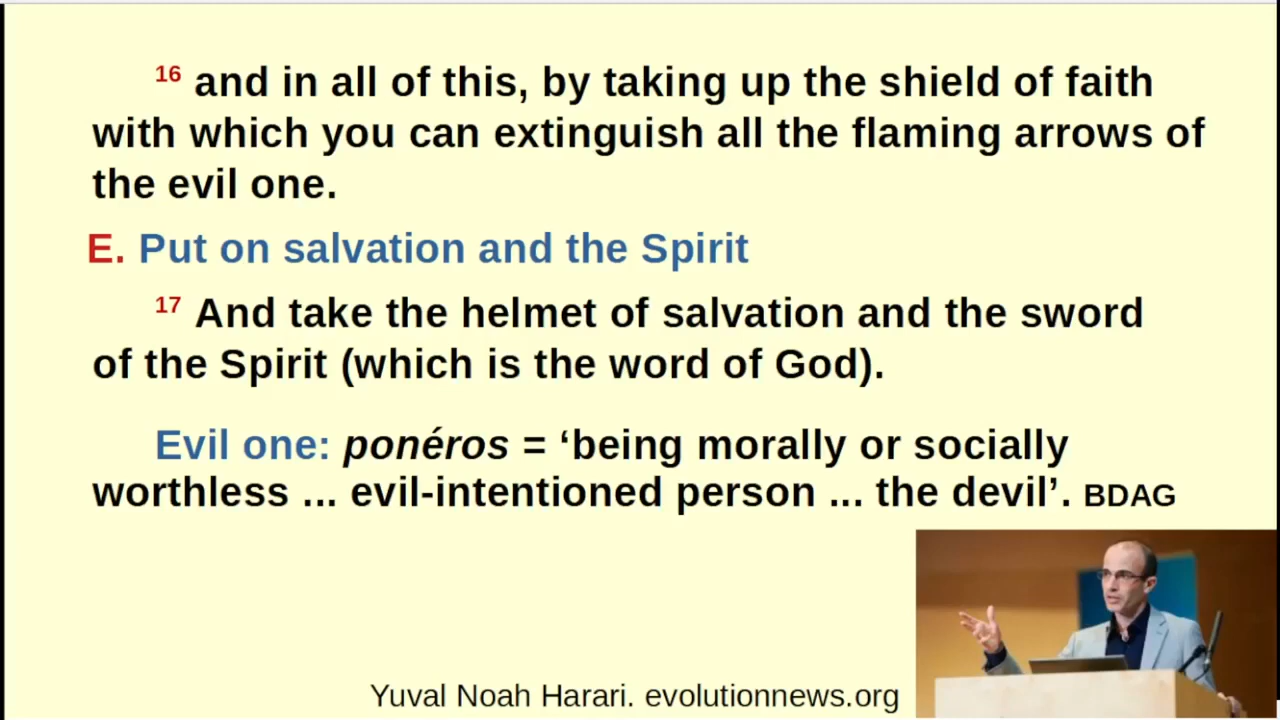 16 and in all of this, by taking up the shield of faith
with which you can extinguish all the flaming arrows of
the evil one.
E. Put on salvation and the Spirit
17 And take the helmet of salvation and the sword
of the Spirit (which is the word of God).
Evil one: ponéros = ‘being morally or socially
worthless ... evil-intentioned person ... the devil’. BDAG
Yuval Noah Harari. evolutionnews.org